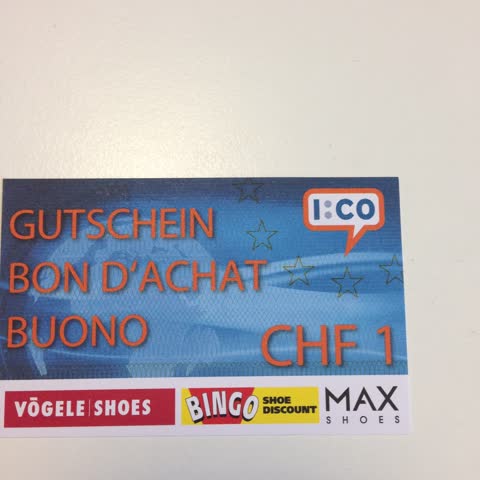 I:CO
GUTSCHEIN
BON D'ACHAT
BUONO
CHF 1
VÖGELE SHOES
BINGO SHOE DISCOUNT
MAX SHOES